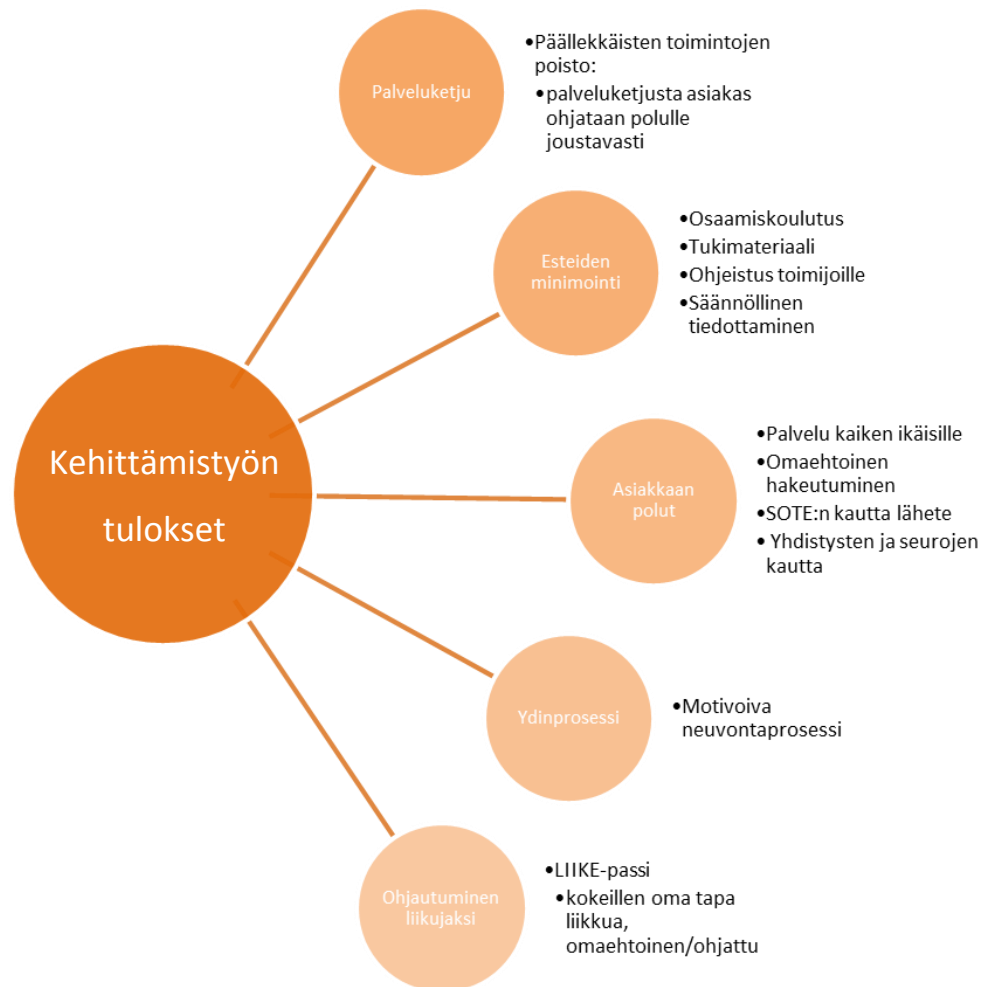 Kehittämistyön
tulokset
Palveluketju
•Päällekkäisten toimintojen
poisto:
•palveluketjusta asiakas
ohjataan polulle
joustavasti
Esteiden
minimointi
•Osaamiskoulutus
•Tukimateriaali
•Ohjeistus toimijoille
•Säännöllinen
tiedottaminen
Asiakkaan
polut
•Palvelu kaiken ikäisille
•Omaehtoinen
hakeutuminen
•SOTE:n kautta lähete
• Yhdistysten ja seurojen
kautta
Ydinprosessi
•Motivoiva
neuvontaprosessi
Ohjautuminen
liikujaksi
•LIIKE-passi
•kokeillen oma tapa
liikkua,
omaehtoinen/ohjattu